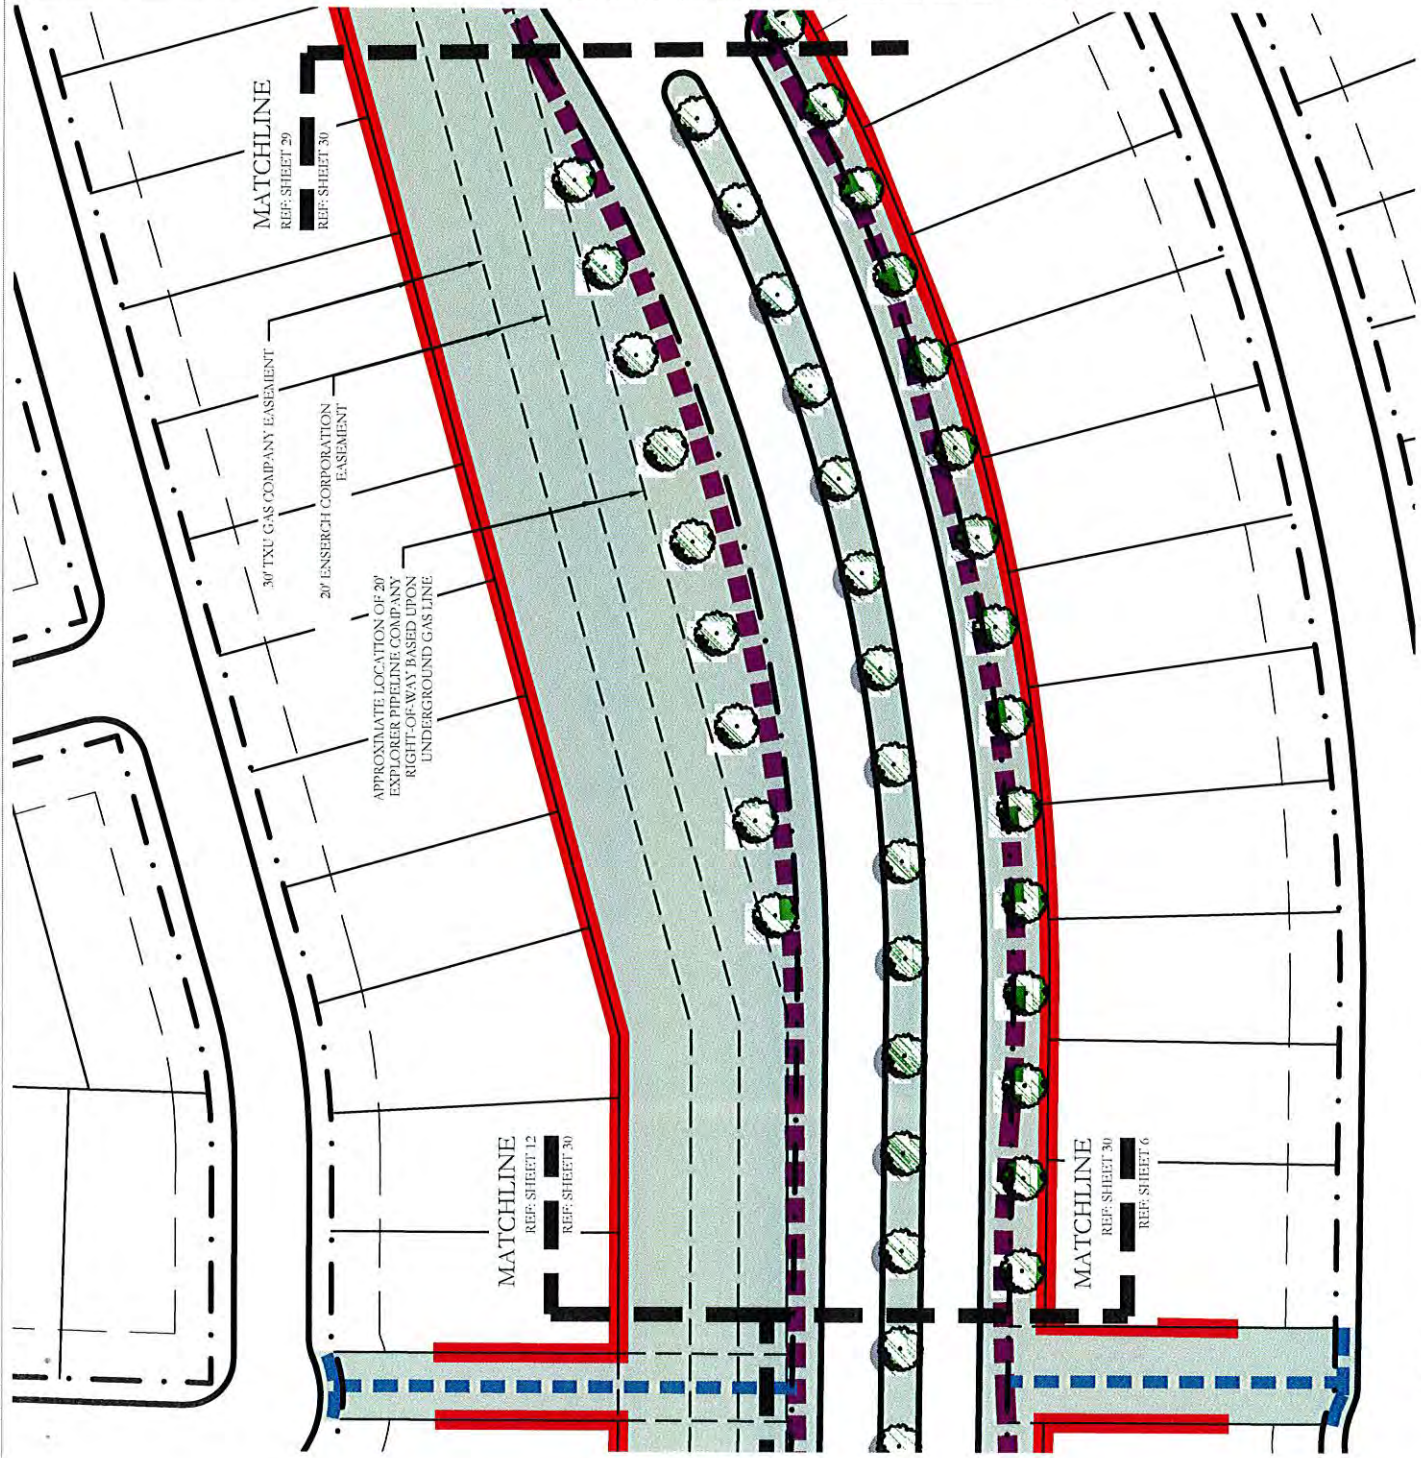 MATCHLINE
REF: SHEET 29
REF: SHEET 30
30' TXU GAS COMPANY EASEMENT
20' ENSERCH CORPORATION
EASEMENT
APPROXIMATE LOCATION OF 20'
EXPLORER PIPELINE COMPANY
RIGHT-OF-WAY BASED UPON
UNDERGROUND GAS LINE
MATCHLINE
REF: SHEET 12
REF: SHEET 30
MATCHLINE
REF: SHEET 30
REF: SHEET 6